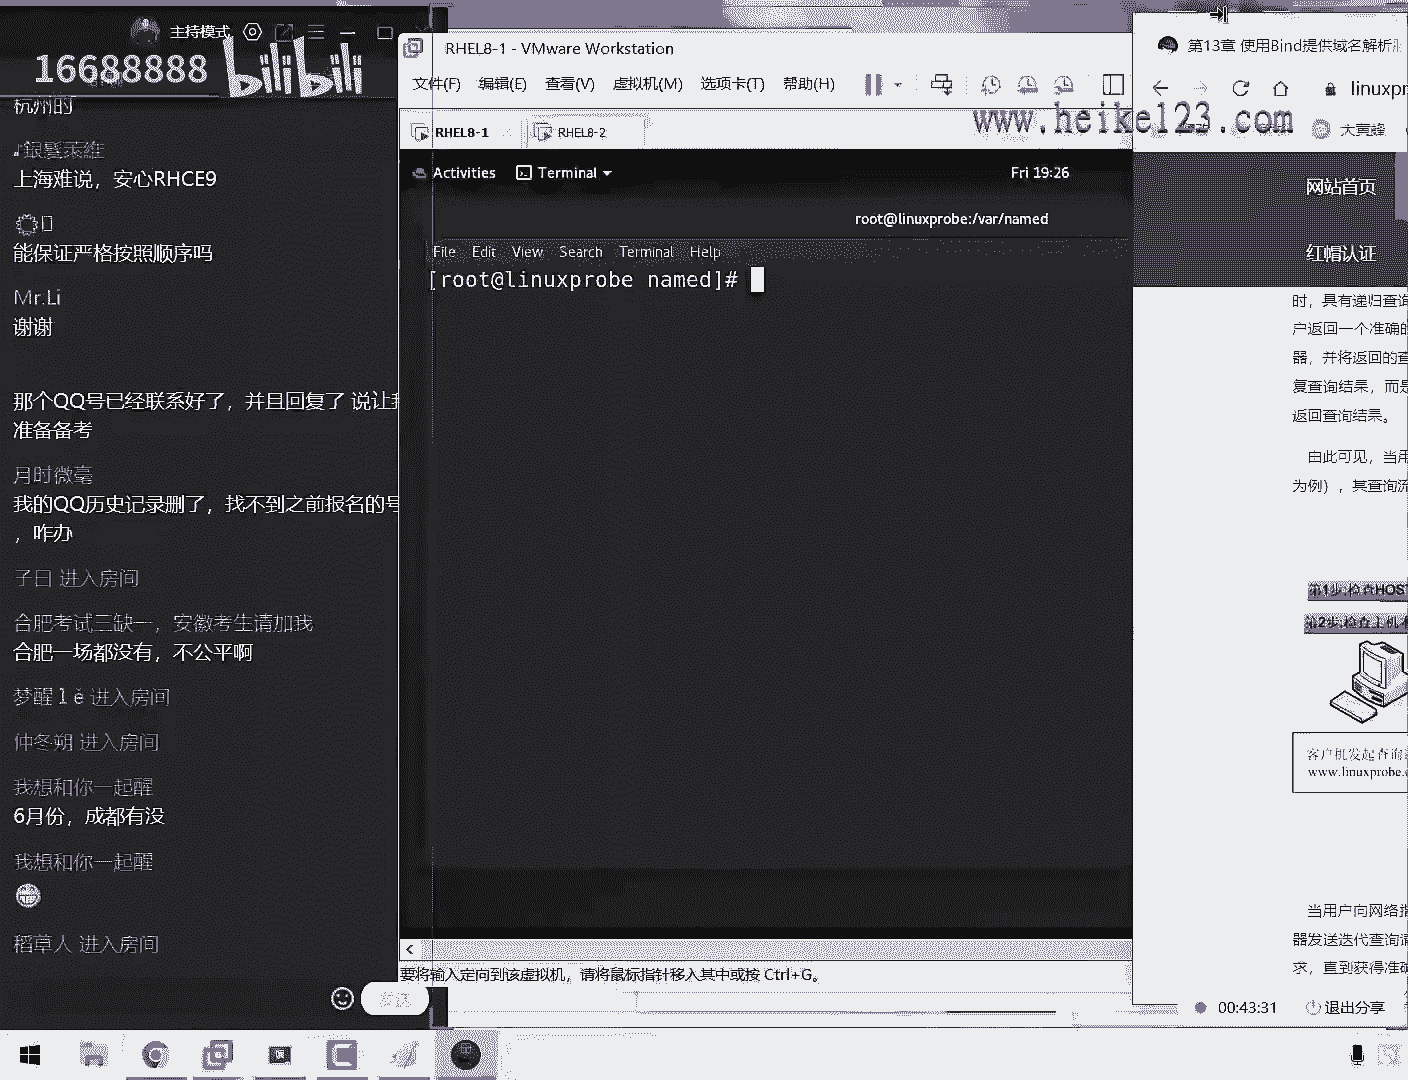 主持模式
16688888
bilibili
杭州的
上海难说，安心RHCE9
能保证严格按照顺序吗
Mr.Li
谢谢
那个QQ号已经联系好了，并且回复了 说让我
准备备考
月时微毫
我的QQ历史记录删了，找不到之前报名的号
，咋办
子曰 进入房间
合肥考试三缺一，安徽考生请加我
合肥一场都没有，不公平啊
梦醒 进入房间
仲冬朔 进入房间
我想和你一起醒
6月份，成都有没
我想和你一起醒
稻草人 进入房间
发送
RHEL8-1 - VMware Workstation
文件(F) 编辑(E) 查看(V) 虚拟机(M) 选项卡(T) 帮助(H)
RHEL8-1
RHEL8-2
www.heike123.com
Activities
Terminal
Fri 19:26
root@linuxprobe:/var/named
File Edit View Search Terminal Help
[root@linuxprobe named]#
要将输入定向到该虚拟机，请将鼠标指针移入其中或按 Ctrl+G。
第13章 使用Bind提供域名解析服
linuxpr
大黄蜂
网站首页
红帽认证
时，具有递归查询
户返回一个准确的
器，并将返回的查
复查询结果，而是
返回查询结果。
由此可见，当用
为例），其查询流
第1步:检查HOST
第2步:检查主机
客户机发起查询
www.linuxprobe.
当用户向网络指
器发送迭代查询请
求，直到获得准确
00:43:31
退出分享